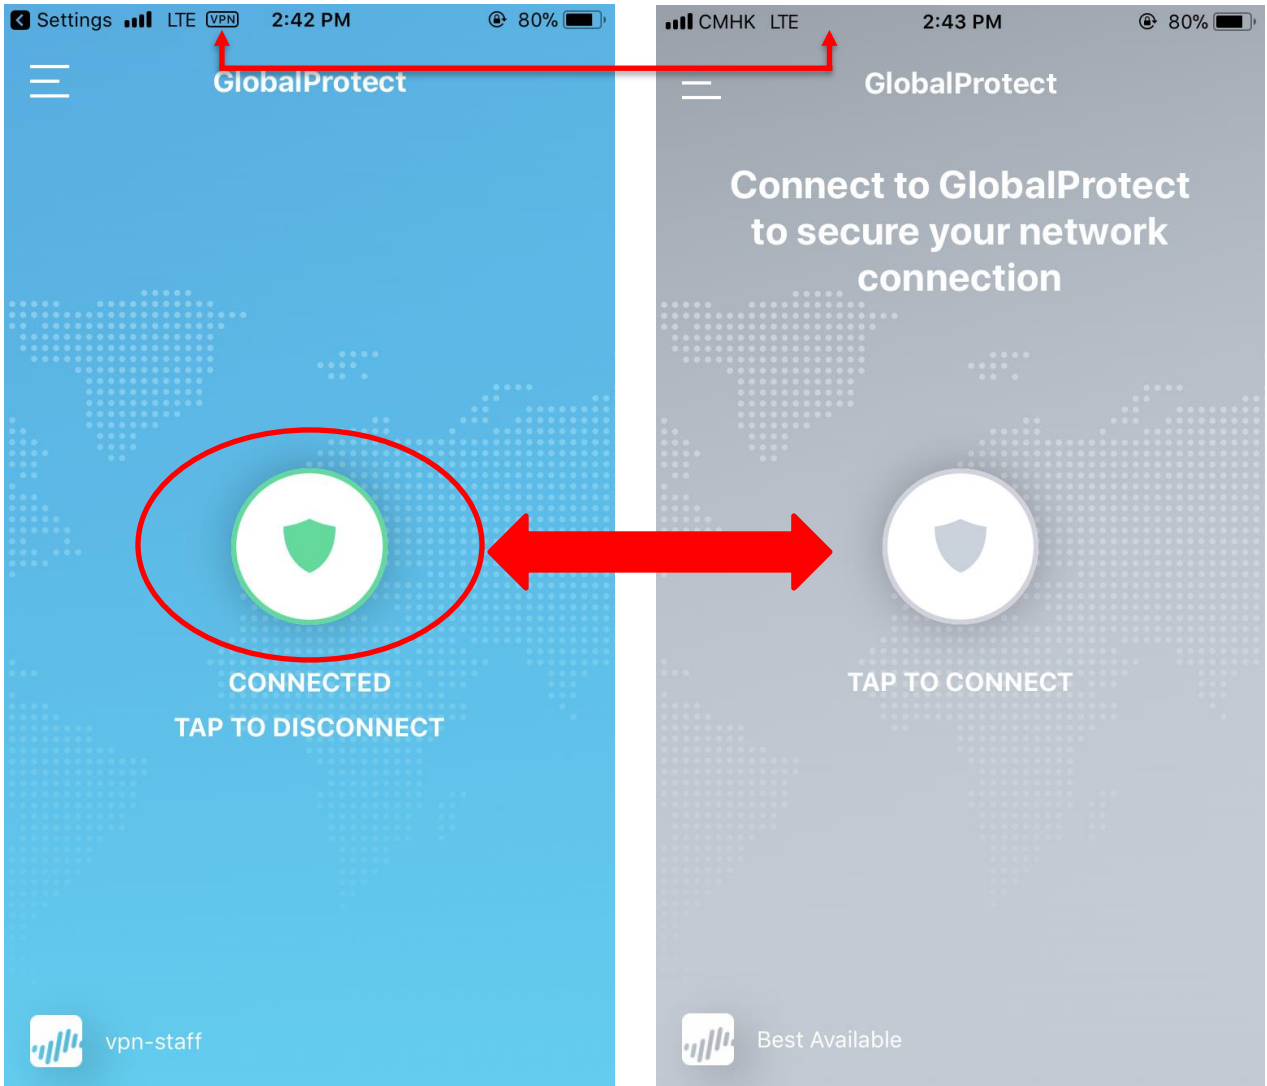 Settings LTE VPN 2:42 PM 80%
GlobalProtect
CONNECTED
TAP TO DISCONNECT
vpn-staff
CMHK LTE 2:43 PM 80%
GlobalProtect
Connect to GlobalProtect
to secure your network
connection
TAP TO CONNECT
Best Available